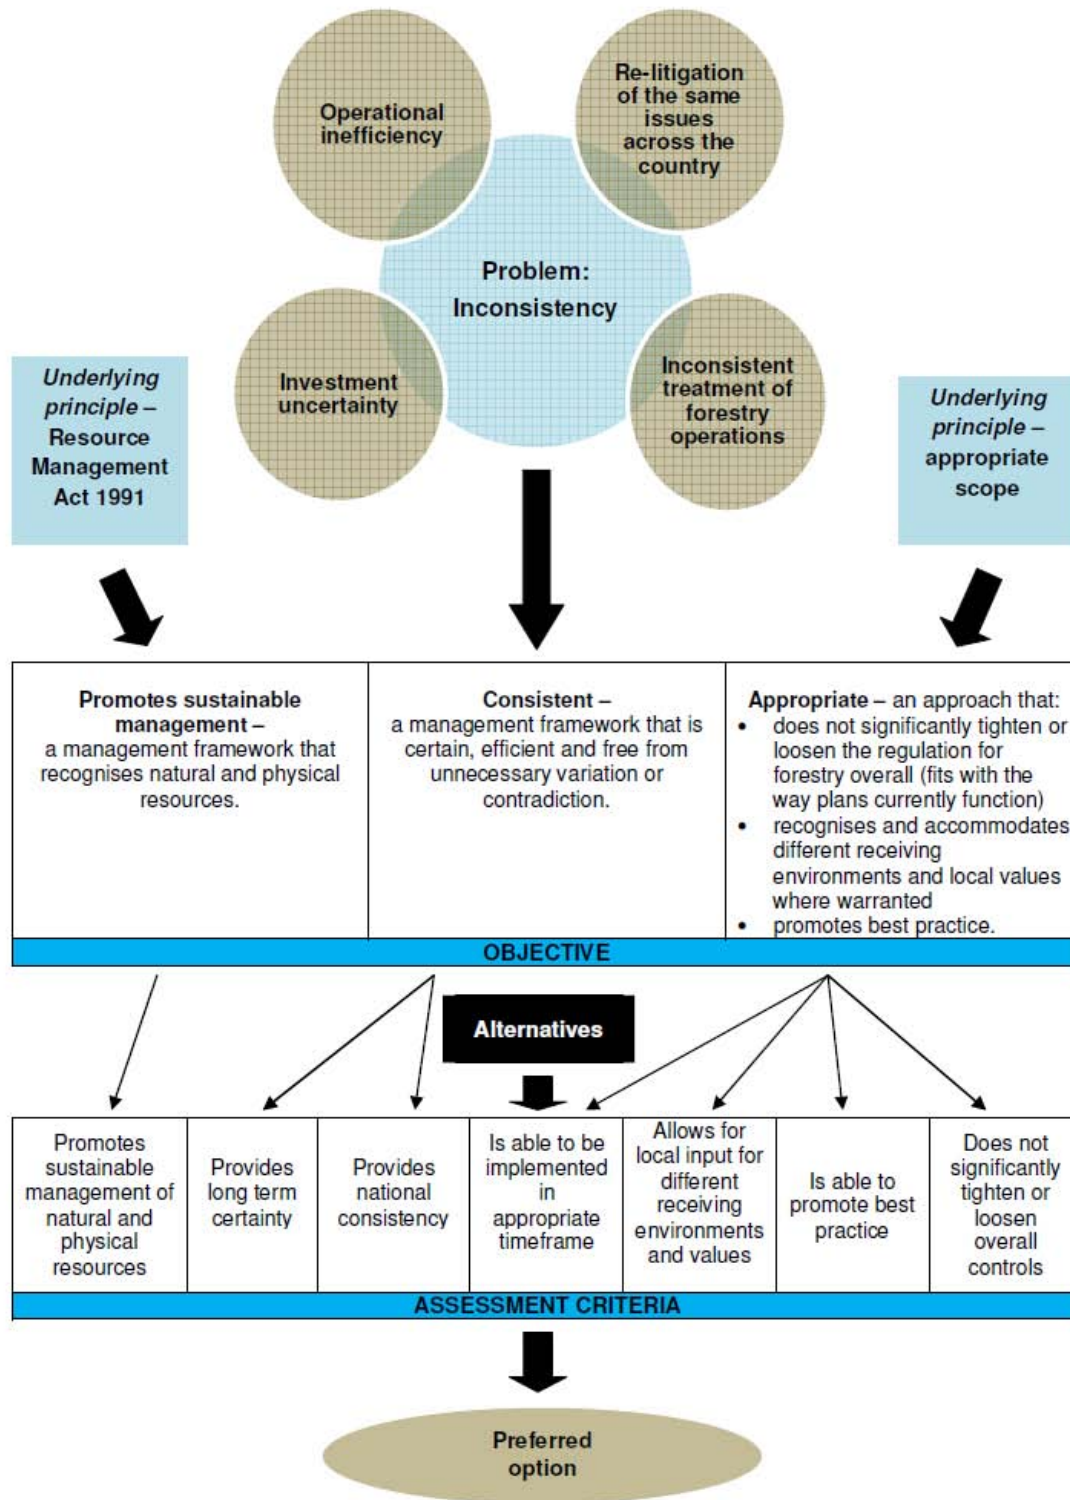 Operational
inefficiency
Re-litigation
of the same
issues
across the
country
Problem:
Inconsistency
Investment
uncertainty
Inconsistent
treatment of
forestry
operations
Underlying
principle –
Resource
Management
Act 1991
Underlying
principle –
appropriate
scope
Promotes sustainable
management –
a management framework that
recognises natural and physical
resources.
Consistent –
a management framework that is
certain, efficient and free from
unnecessary variation or
contradiction.
Appropriate – an approach that:
• does not significantly tighten or
loosen the regulation for
forestry overall (fits with the
way plans currently function)
• recognises and accommodates
different receiving
environments and local values
where warranted
• promotes best practice.
OBJECTIVE
Alternatives
Promotes
sustainable
management of
natural and
physical
resources
Provides
long term
certainty
Provides
national
consistency
Is able to be
implemented
in
appropriate
timeframe
Allows for
local input for
different
receiving
environments
and values
Is able to
promote best
practice
Does not
significantly
tighten or
loosen
overall
controls
ASSESSMENT CRITERIA
Preferred
option